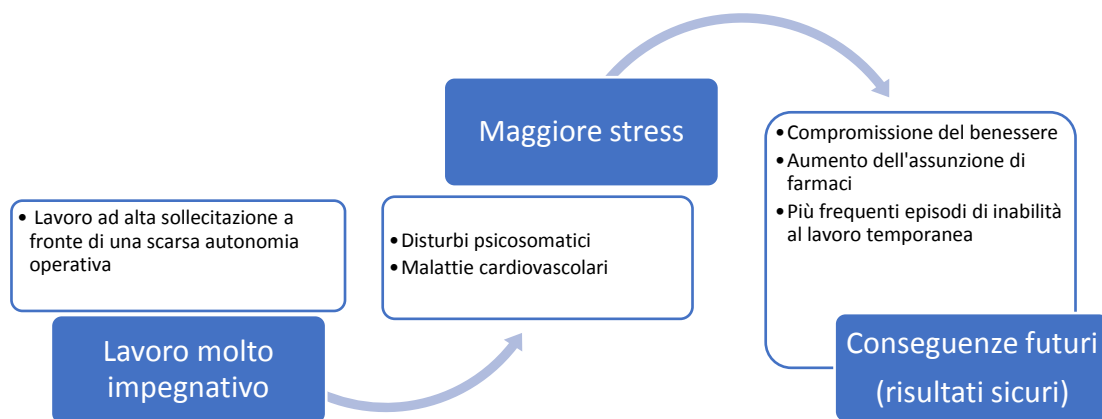 • Lavoro ad alta sollecitazione a
fronte di una scarsa autonomia
operativa
Lavoro molto
impegnativo
Maggiore stress
•Disturbi psicosomatici
•Malattie cardiovascolari
•Compromissione del benessere
•Aumento dell'assunzione di
farmaci
•Più frequenti episodi di inabilità
al lavoro temporanea
Conseguenze futuri
(risultati sicuri)